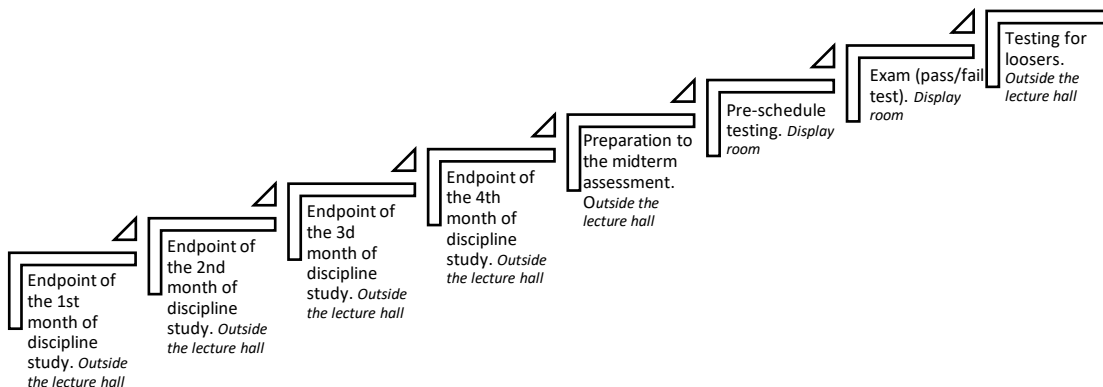 Endpoint of
the 1st
month of
discipline
study. Outside
the lecture hall
Endpoint of
the 2nd
month of
discipline
study. Outside
the lecture hall
Endpoint of
the 3d
month of
discipline
study. Outside
the lecture hall
Endpoint of
the 4th
month of
discipline
study. Outside
the lecture hall
Preparation to
the midterm
assessment.
Outside the
lecture hall
Pre-schedule
testing. Display
room
Exam (pass/fail
test). Display
room
Testing for
loosers.
Outside the
lecture hall